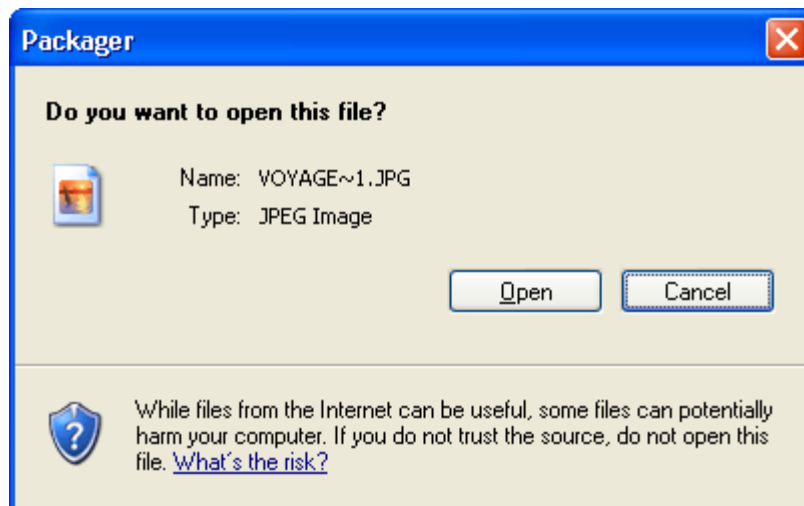 Packager
Do you want to open this file?
Name: VOYAGE~1.JPG
Type: JPEG Image
Open Cancel
While files from the Internet can be useful, some files can potentially
harm your computer. If you do not trust the source, do not open this
file. What's the risk?